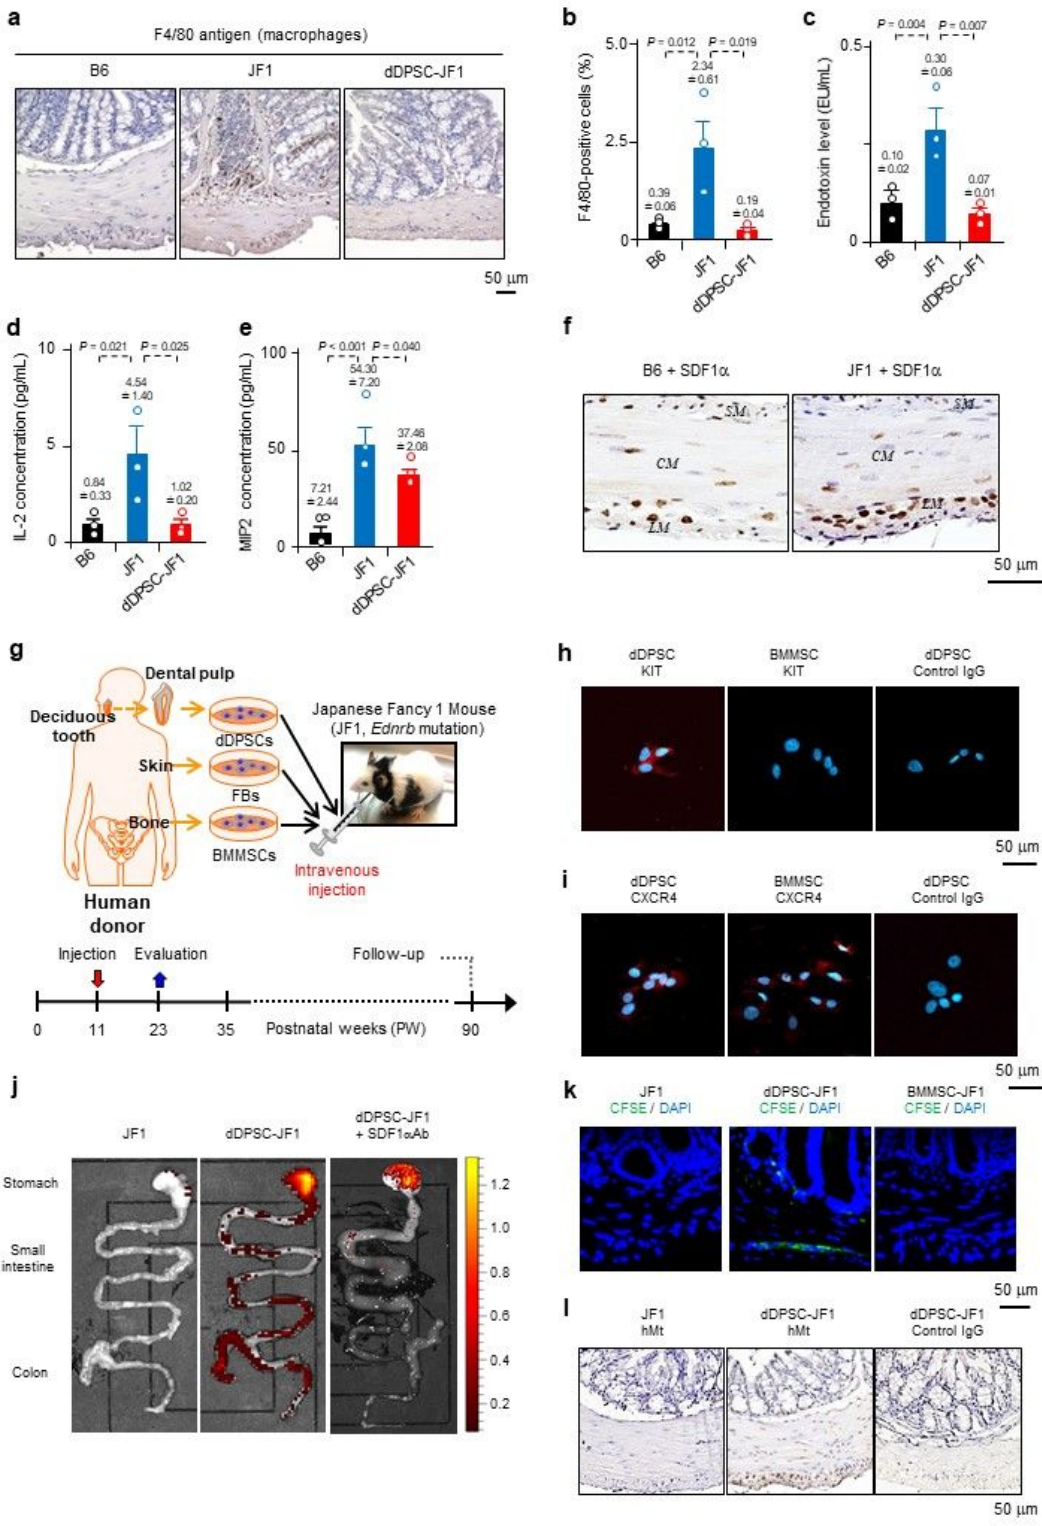 a
F4/80 antigen (macrophages)
B6
JF1
dDPSC-JF1
50 μm
b
F4/80-positive cells (%)
5.0
2.5
0
P = 0.012
P = 0.019
0.39
±0.06
2.34
±0.61
0.19
±0.04
B6
JF1
dDPSC-JF1
c
Endotoxin level (EU/mL)
0.5
0
P = 0.004
P = 0.007
0.10
±0.02
0.30
±0.06
0.07
±0.01
B6
JF1
dDPSC-JF1
d
IL-2 concentration (pg/mL)
10
5
0
P = 0.021
P = 0.025
0.84
±0.33
4.54
±1.40
1.02
±0.20
B6
JF1
dDPSC-JF1
e
MIP2 concentration (pg/mL)
100
50
0
P < 0.001
P = 0.040
7.21
±2.44
54.30
±7.20
37.46
±2.08
B6
JF1
dDPSC-JF1
f
B6 + SDF1α
JF1 + SDF1α
SM
CM
LM
SM
CM
LM
50 μm
g
Dental pulp
Deciduous
tooth
dDPSCs
Skin
FBs
Bone
BMMSCs
Human
donor
Japanese Fancy 1 Mouse
(JF1, Ednrb mutation)
Intravenous
injection
Injection
Evaluation
Follow-up
0
11
23
35
Postnatal weeks (PW)
90
h
dDPSC
KIT
BMMSC
KIT
dDPSC
Control IgG
50 μm
i
dDPSC
CXCR4
BMMSC
CXCR4
dDPSC
Control IgG
50 μm
j
JF1
dDPSC-JF1
dDPSC-JF1
+ SDF1αAb
Stomach
Small
intestine
Colon
1.2
1.0
0.8
0.6
0.4
0.2
k
JF1
CFSE / DAPI
dDPSC-JF1
CFSE / DAPI
BMMSC-JF1
CFSE / DAPI
50 μm
l
JF1
hMt
dDPSC-JF1
hMt
dDPSC-JF1
Control IgG
50 μm